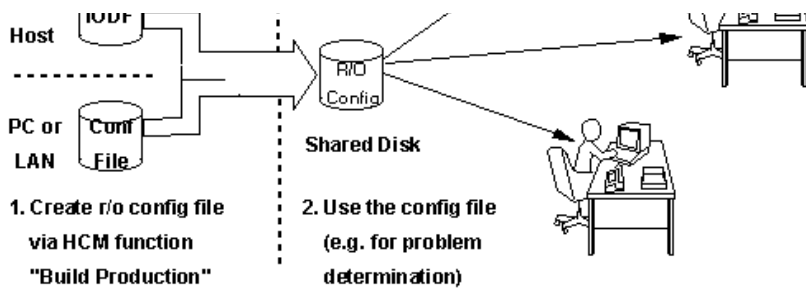 IODF
Host
R/O
Config
PC or
LAN
Conf
File
Shared Disk
1. Create r/o config file
via HCM function
"Build Production"
2. Use the config file
(e.g. for problem
determination)